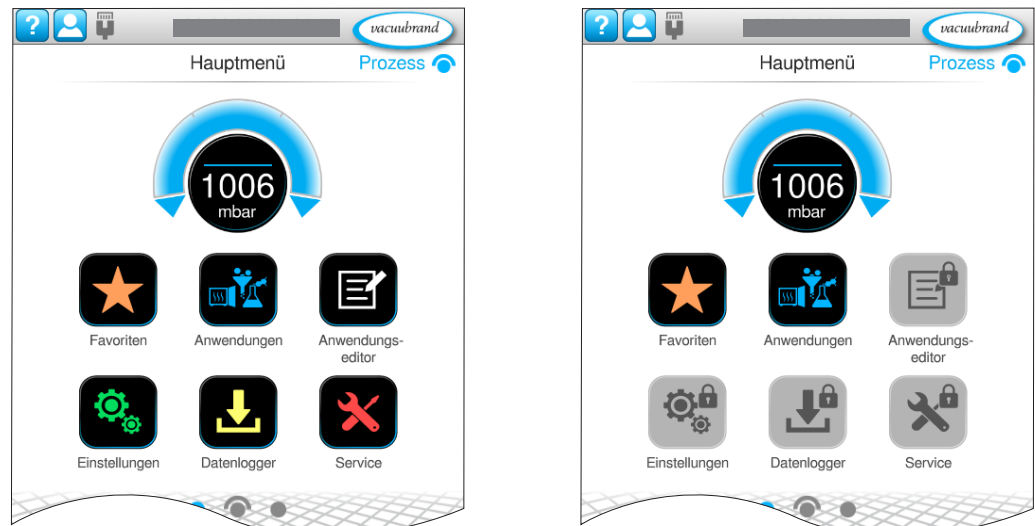 ?
vacuubrand
Hauptmenü
Prozess
1006
mbar
Favoriten
Anwendungen
Anwendungs-
editor
Einstellungen
Datenlogger
Service
?
vacuubrand
Hauptmenü
Prozess
1006
mbar
Favoriten
Anwendungen
Anwendungs-
editor
Einstellungen
Datenlogger
Service